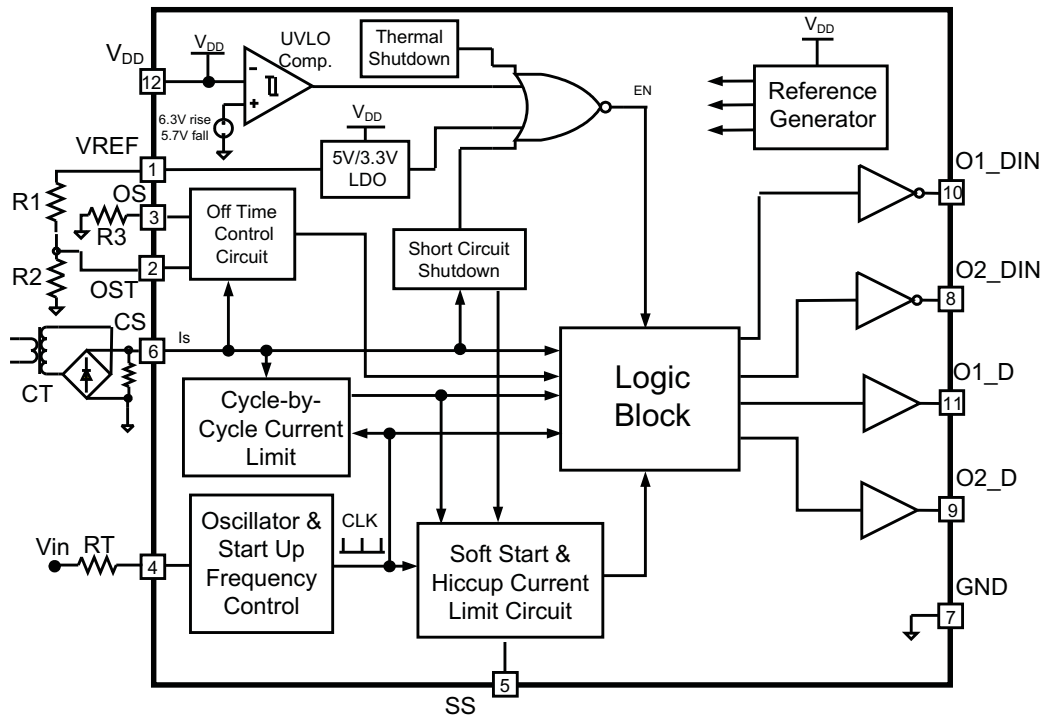 VDD
12
VDD
UVLO
Comp.
-
+
6.3V rise
5.7V fall
Thermal
Shutdown
EN
VDD
Reference
Generator
VREF
1
VDD
5V/3.3V
LDO
R1
OS
3
R3
R2
2
OST
Off Time
Control
Circuit
Short Circuit
Shutdown
O1_DIN
10
O2_DIN
8
CS
6
Is
CT
Cycle-by-
Cycle Current
Limit
Logic
Block
O1_D
11
O2_D
9
Vin
RT
4
Oscillator &
Start Up
Frequency
Control
CLK
Soft Start &
Hiccup Current
Limit Circuit
GND
7
5
SS